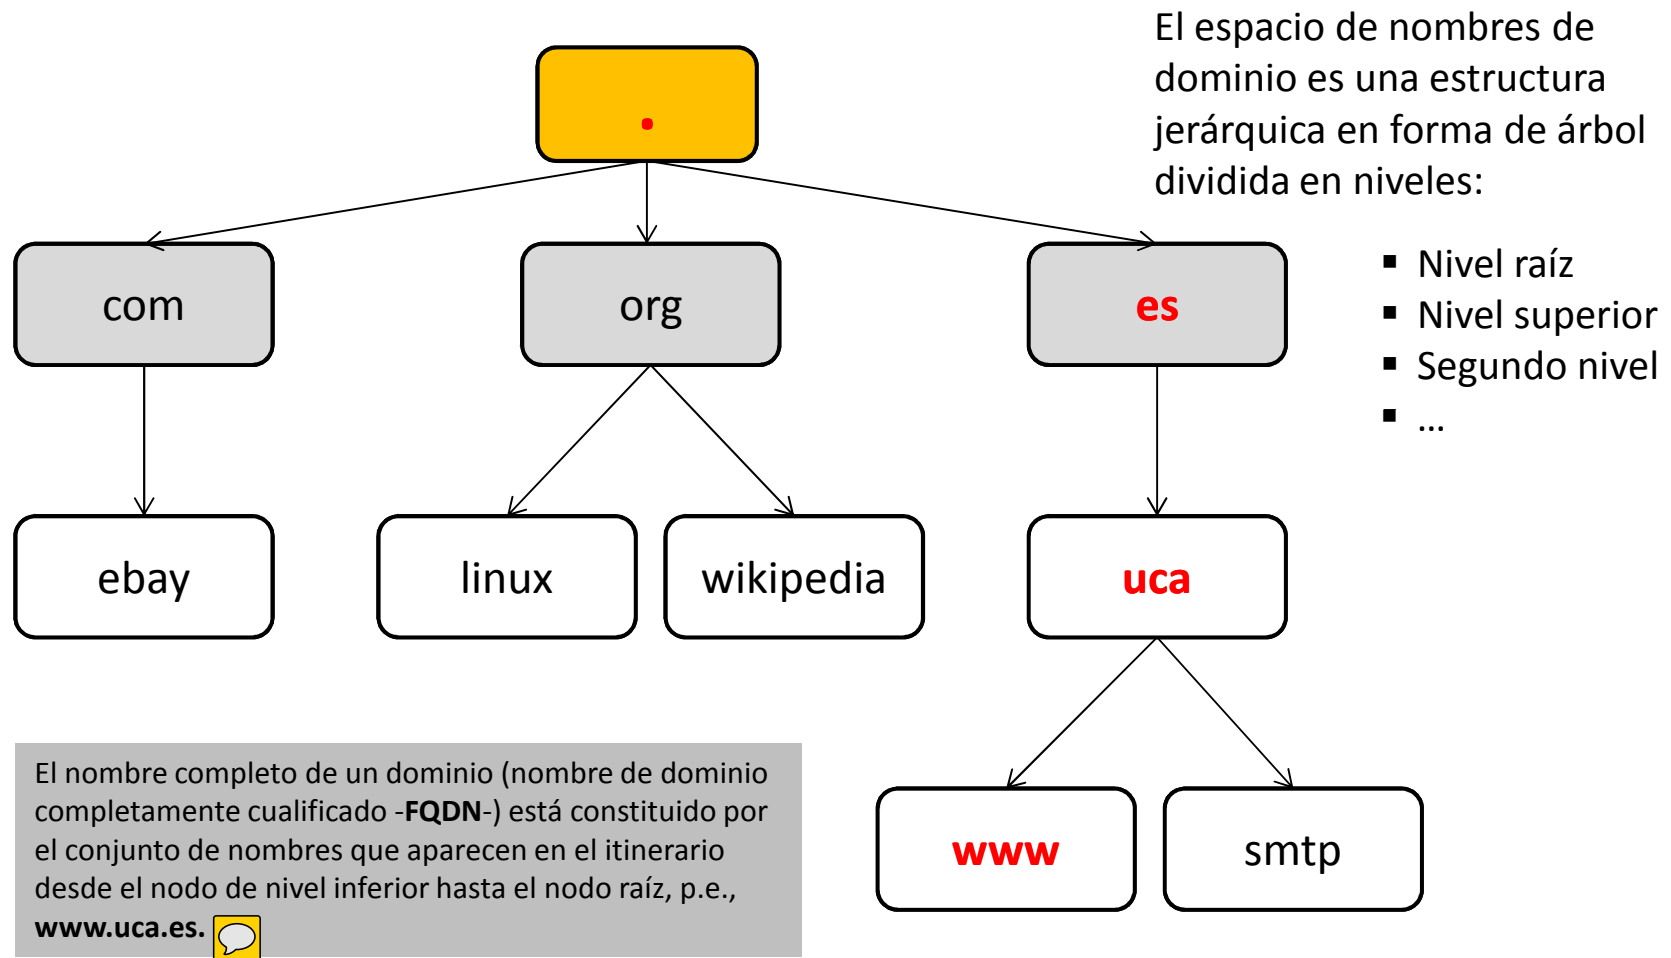 El espacio de nombres de
dominio es una estructura
jerárquica en forma de árbol
dividida en niveles:
▪ Nivel raíz
▪ Nivel superior
▪ Segundo nivel
▪ …
.
com
org
es
ebay
linux
wikipedia
uca
www
smtp
El nombre completo de un dominio (nombre de dominio
completamente cualificado -FQDN-) está constituido por
el conjunto de nombres que aparecen en el itinerario
desde el nodo de nivel inferior hasta el nodo raíz, p.e.,
www.uca.es.